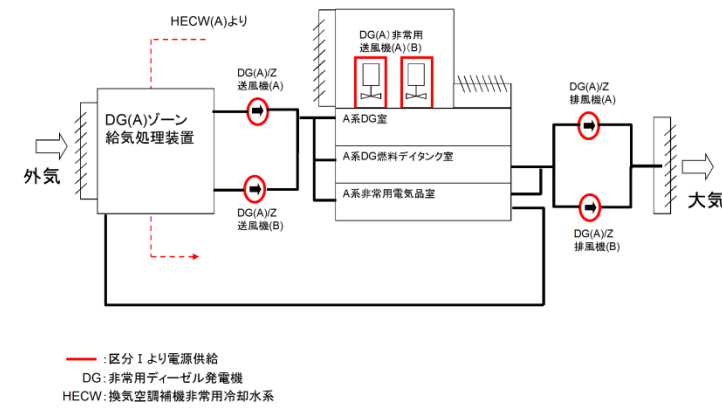 HECW(A)より
DG(A)非常用
送風機(A)(B)
DG(A)/Z
送風機(A)
DG(A)/Z
排風機(A)
DG(A)ゾーン
給気処理装置
A系DG室
A系DG燃料デイタンク室
A系非常用電気品室
外気
大気
DG(A)/Z
送風機(B)
DG(A)/Z
排風機(B)
:区分Ⅰより電源供給
DG:非常用ディーゼル発電機
HECW:換気空調補機非常用冷却水系